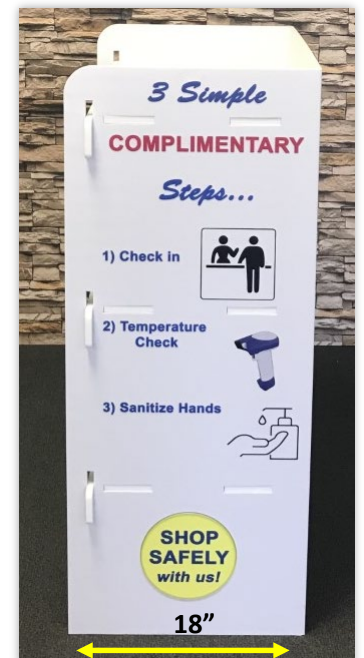 3 Simple
COMPLIMENTARY
Steps...
1) Check in
2) Temperature
Check
3) Sanitize Hands
SHOP
SAFELY
with us!
18”